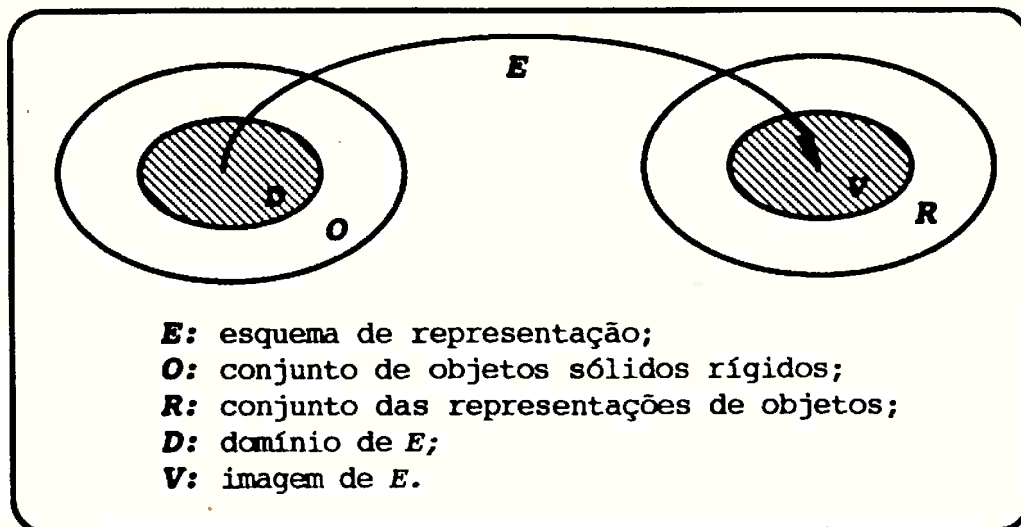 E
D
O
V
R
E: esquema de representação;
O: conjunto de objetos sólidos rígidos;
R: conjunto das representações de objetos;
D: domínio de E;
V: imagem de E.